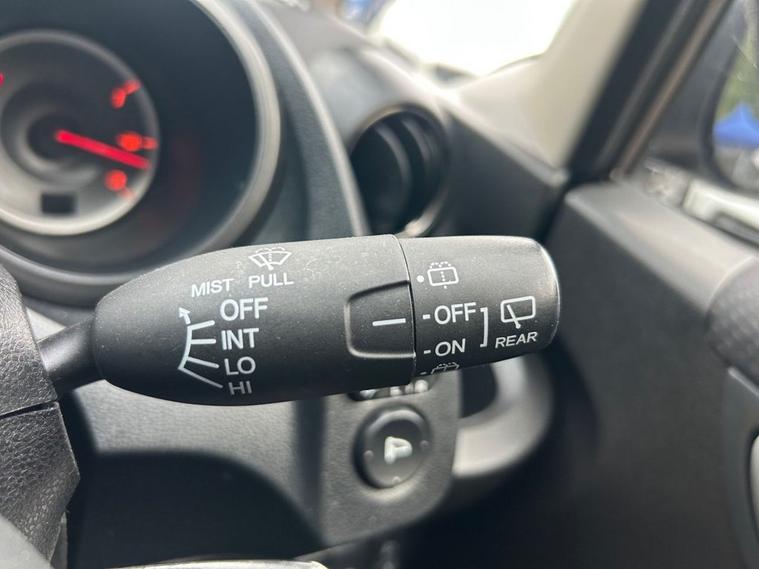 MIST PULL
OFF
INT
LO
HI
OFF
ON
REAR